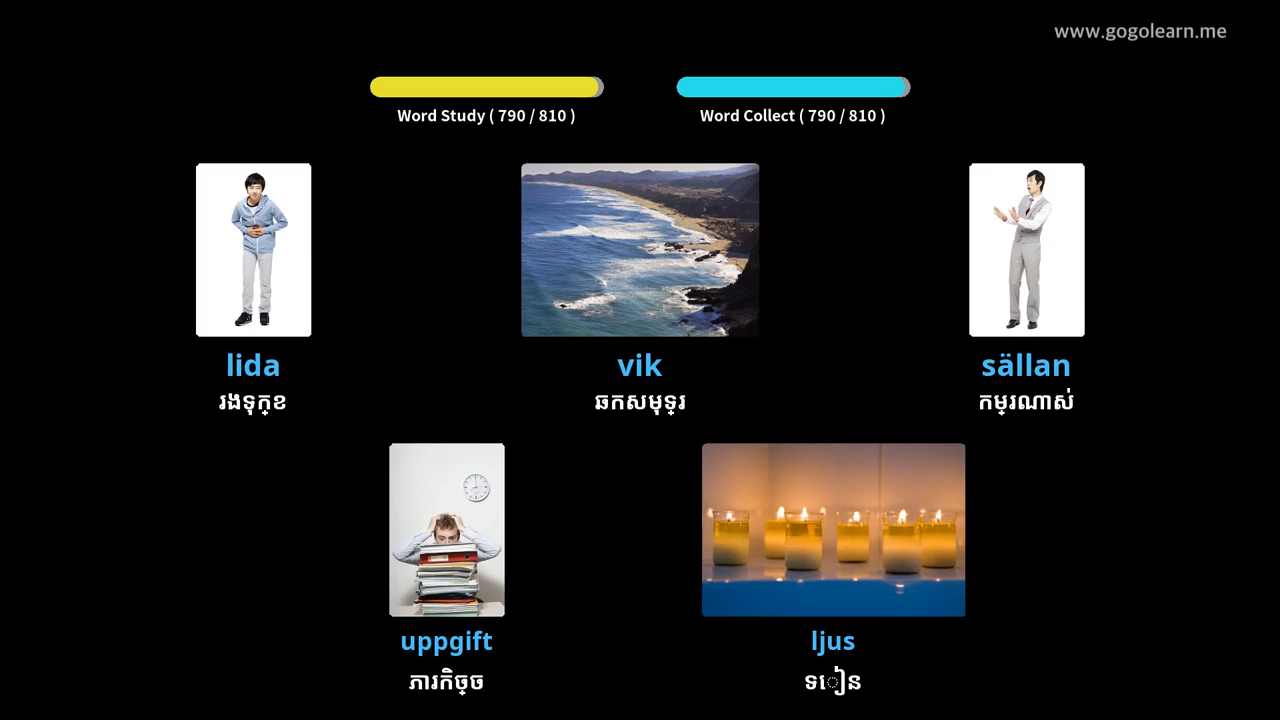 www.gogolearn.me
Word Study ( 790 / 810 )
Word Collect ( 790 / 810 )
lida
រងទុក្ខ
vik
ឆកសមុទ្រ
sällan
កម្រណាស់
uppgift
ភារកិច្ច
ljus
ទៀន